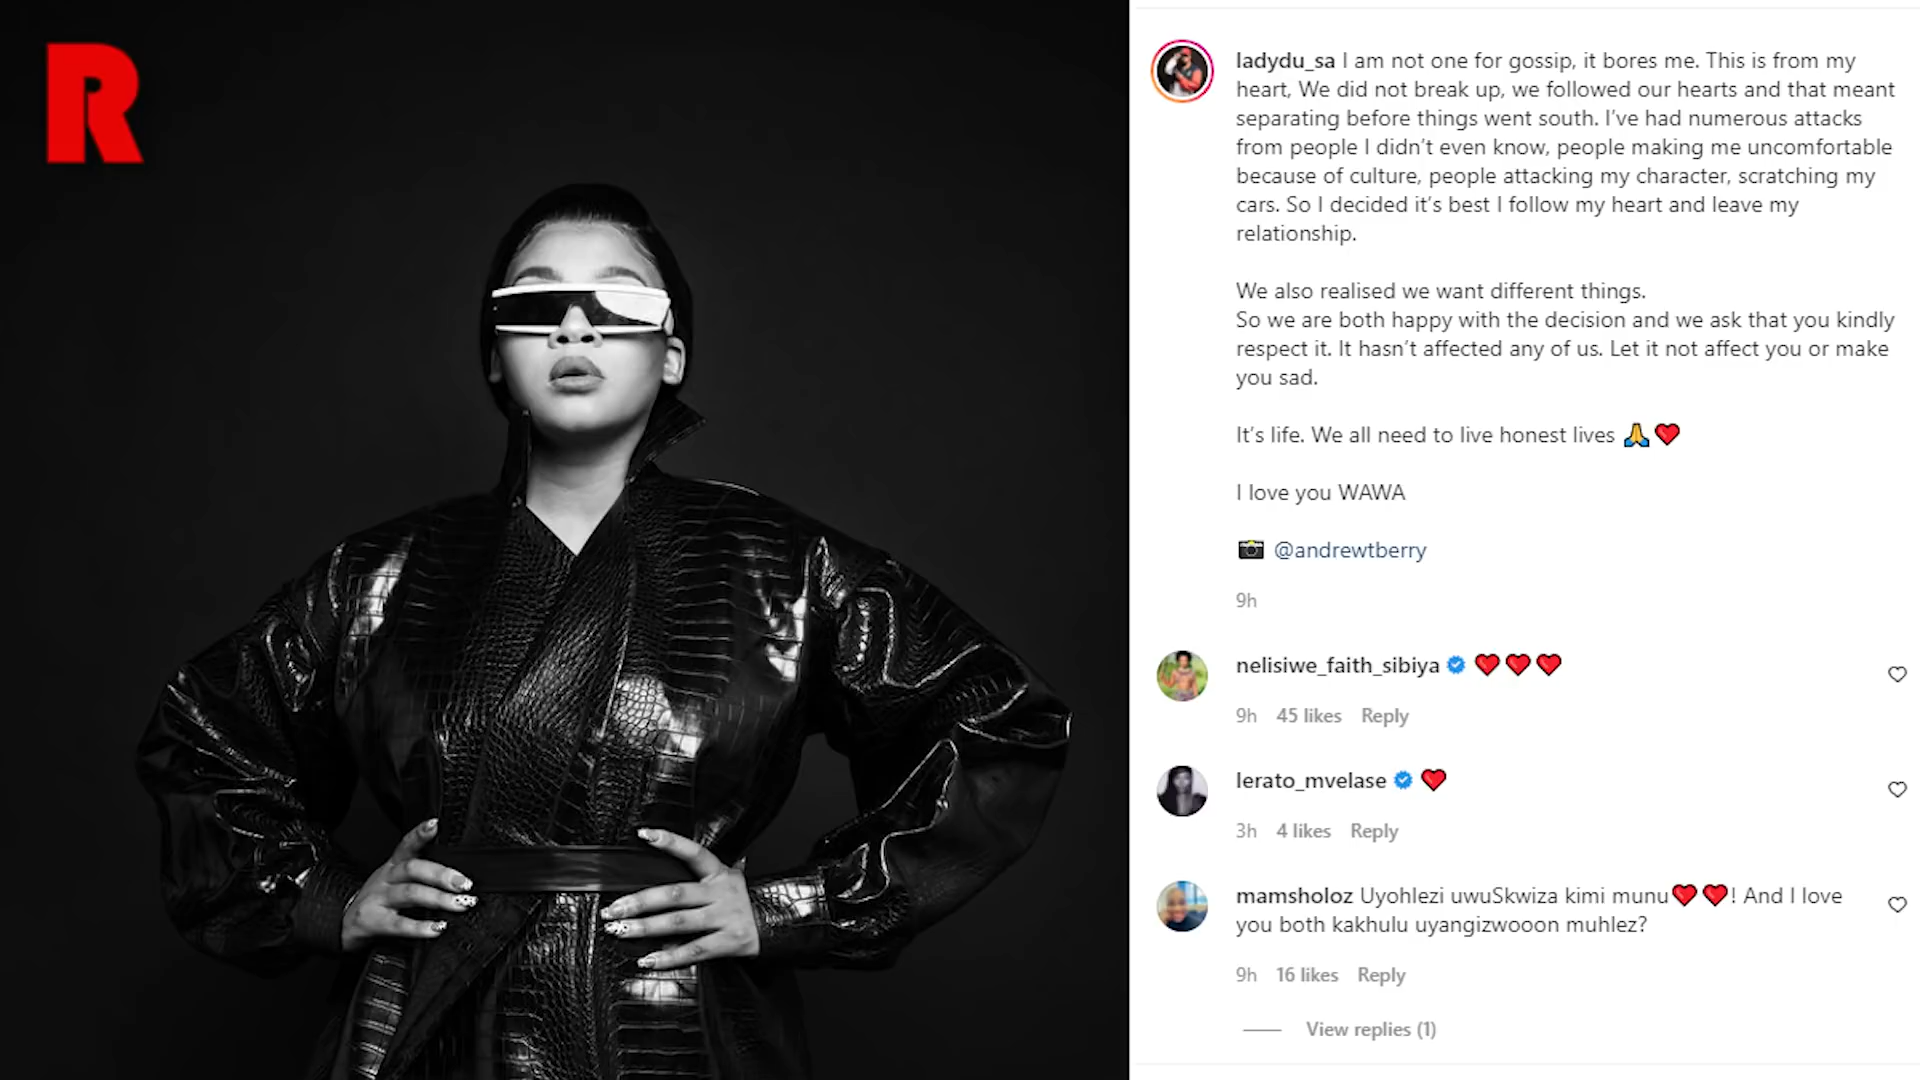 R
ladydu_sa I am not one for gossip, it bores me. This is from my
heart, We did not break up, we followed our hearts and that meant
separating before things went south. I've had numerous attacks
from people I didn't even know, people making me uncomfortable
because of culture, people attacking my character, scratching my
cars. So I decided it's best I follow my heart and leave my
relationship.
We also realised we want different things.
So we are both happy with the decision and we ask that you kindly
respect it. It hasn't affected any of us. Let it not affect you or make
you sad.
It's life. We all need to live honest lives 🙏❤️
I love you WAWA
📷 @andrewtberry
9h
nelisiwe_faith_sibiya ❤️❤️❤️
9h 45 likes Reply
lerato_mvelase ❤️
3h 4 likes Reply
mamsholoz Uyohlezi uwuSkwiza kimi munu❤️❤️! And I love
you both kakhulu uyangizwooon muhlez?
9h 16 likes Reply
View replies (1)